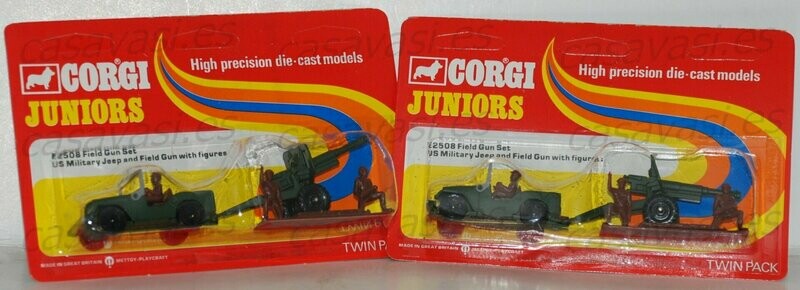 CORGI
JUNIORS
High precision die-cast models
E2508 Field Gun Set
US Military Jeep and Field Gun with figures
TWIN PACK
MADE IN GREAT BRITAIN METTOY-PLAYCRAFT
CORGI
JUNIORS
High precision die-cast models
E2508 Field Gun Set
US Military Jeep and Field Gun with figures
TWIN PACK
MADE IN GREAT BRITAIN METTOY-PLAYCRAFT
casavasi.es